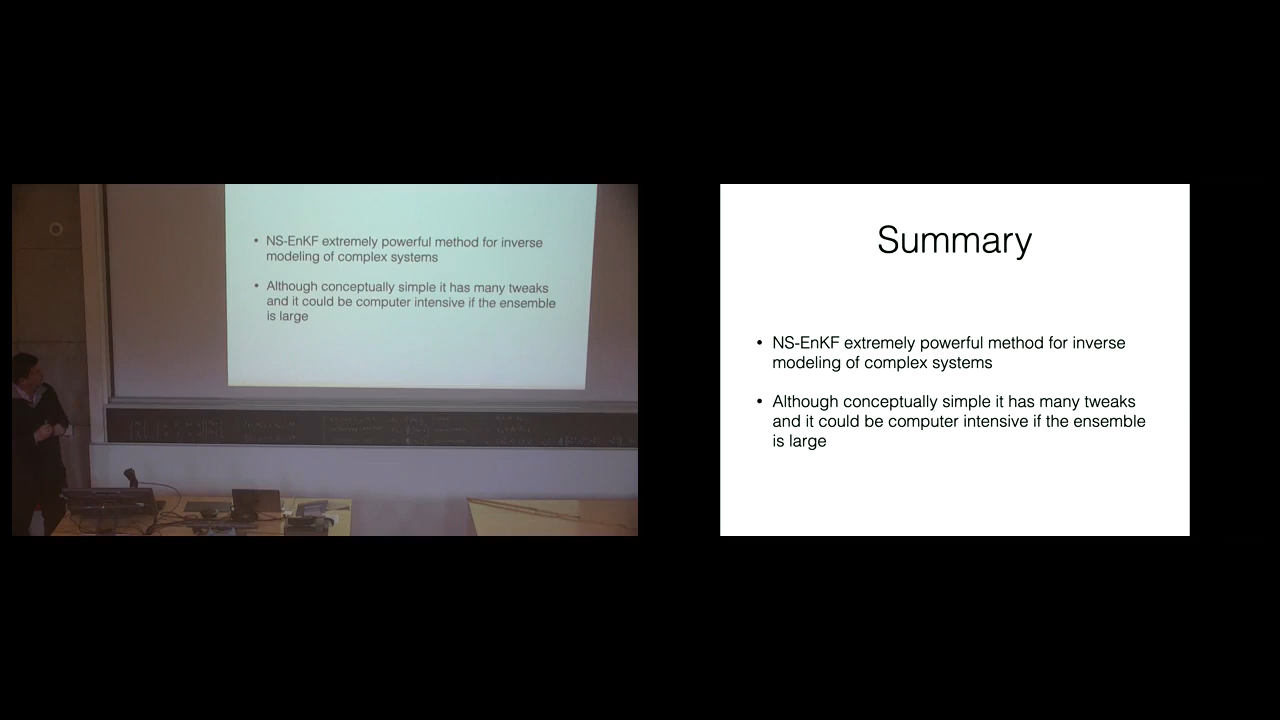 • NS-EnKF extremely powerful method for inverse
modeling of complex systems
• Although conceptually simple it has many tweaks
and it could be computer intensive if the ensemble
is large
Summary
• NS-EnKF extremely powerful method for inverse
modeling of complex systems
• Although conceptually simple it has many tweaks
and it could be computer intensive if the ensemble
is large